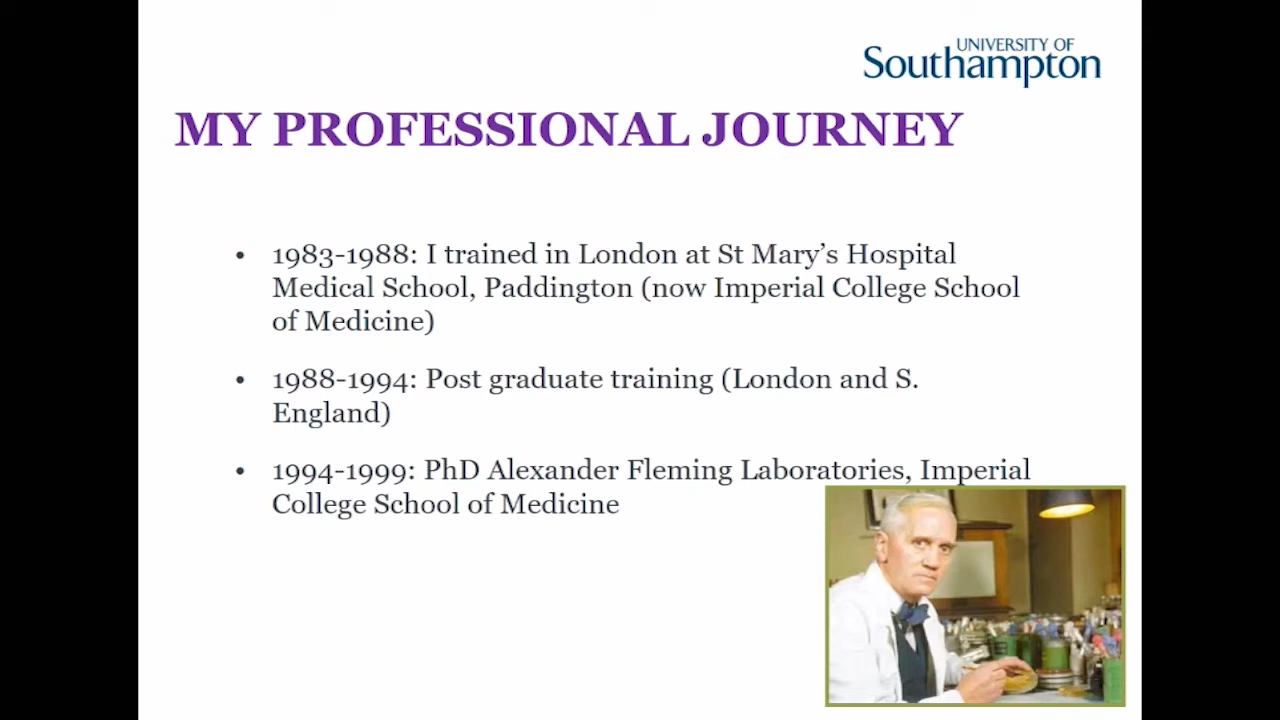 UNIVERSITY OF
Southampton
MY PROFESSIONAL JOURNEY
• 1983-1988: I trained in London at St Mary’s Hospital
Medical School, Paddington (now Imperial College School
of Medicine)
• 1988-1994: Post graduate training (London and S.
England)
• 1994-1999: PhD Alexander Fleming Laboratories, Imperial
College School of Medicine